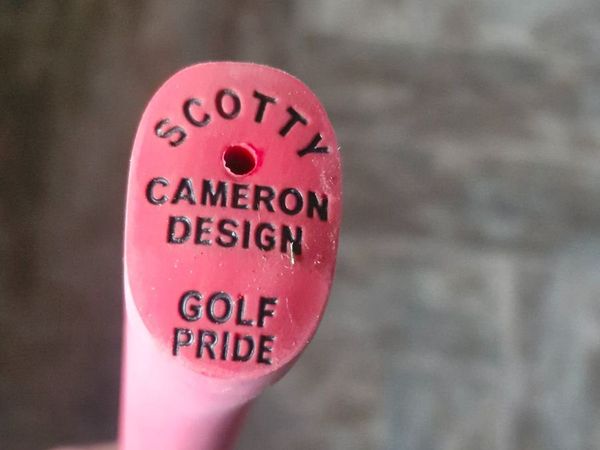 SCOTTY
CAMERON
DESIGN
GOLF
PRIDE